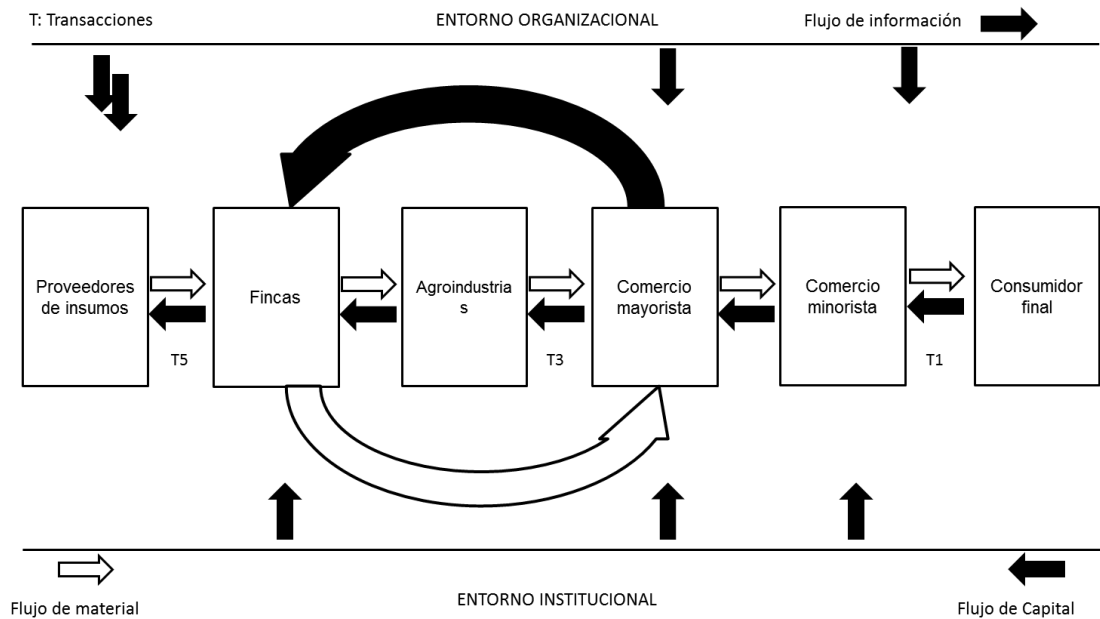 T: Transacciones
ENTORNO ORGANIZACIONAL
Flujo de información
Proveedores
de insumos
Fincas
Agroindustria
s
Comercio
mayorista
Comercio
minorista
Consumidor
final
T5
T3
T1
Flujo de material
ENTORNO INSTITUCIONAL
Flujo de Capital